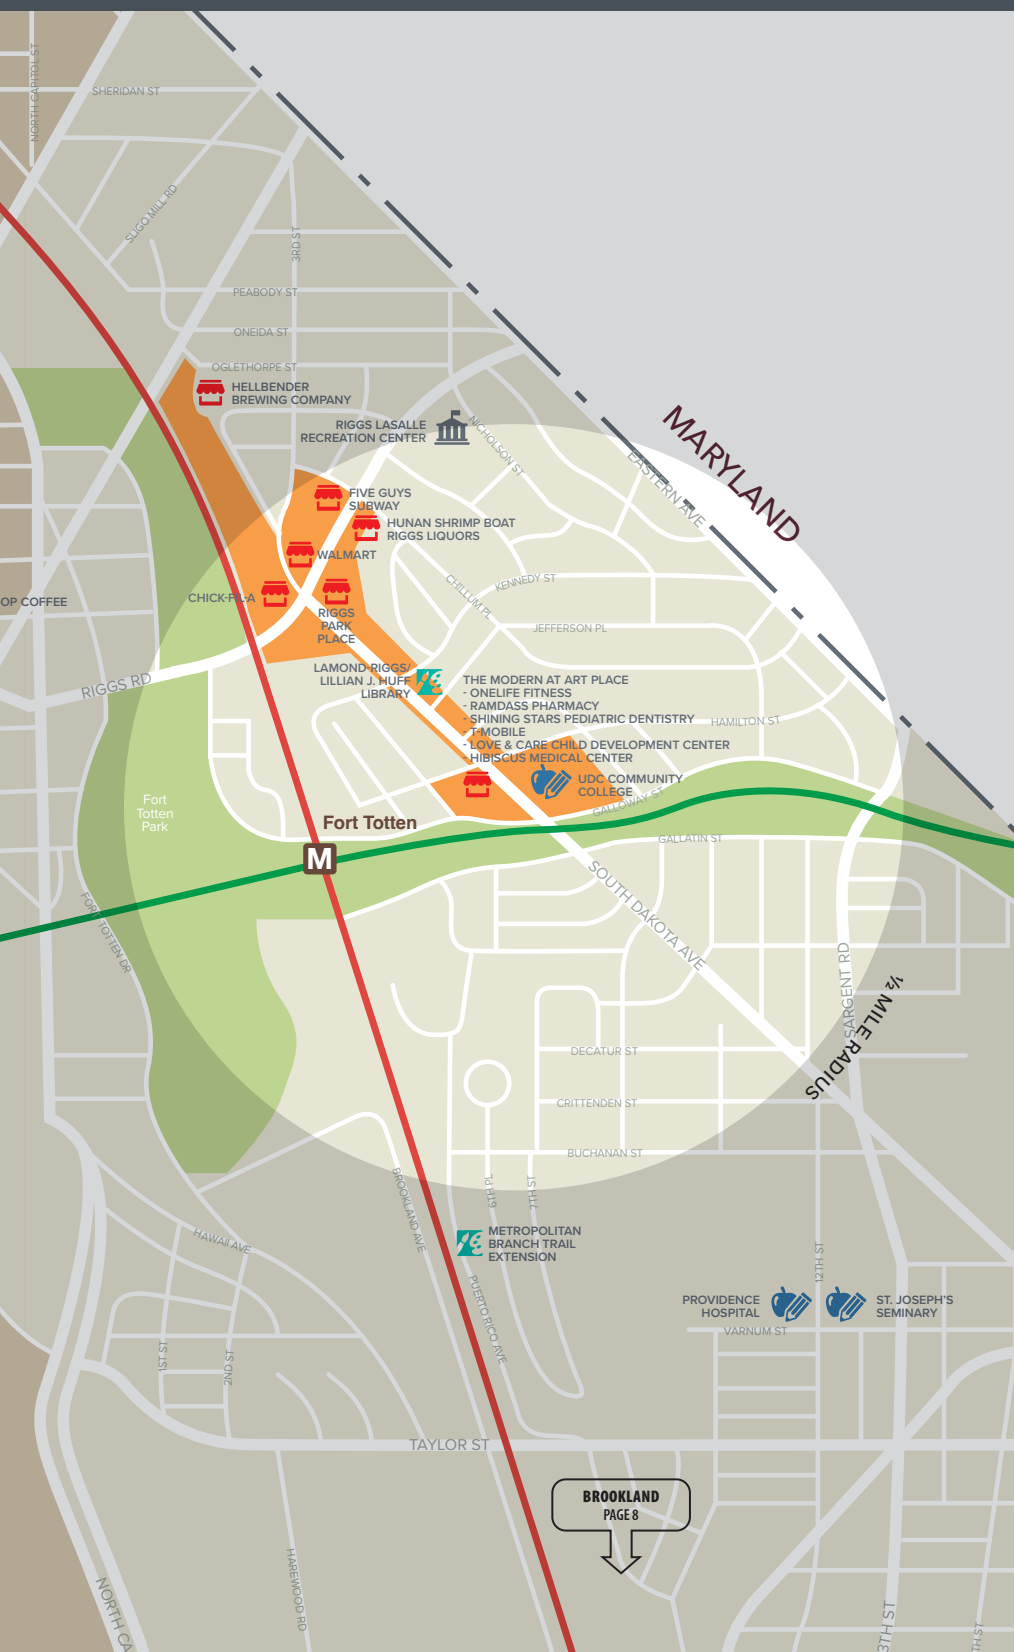 NORTH CAPITOL ST
SHERIDAN ST
SLIGO MILL RD
3RD ST
PEABODY ST
ONEIDA ST
OGLETHORPE ST
HELLBENDER
BREWING COMPANY
RIGGS LASALLE
RECREATION CENTER
NICHOLSON ST
MARYLAND
EASTERN AVE
FIVE GUYS
SUBWAY
HUNAN SHRIMP BOAT
RIGGS LIQUORS
WALMART
CHICK-FIL-A
RIGGS
PARK
PLACE
CHILLUM PL
KENNEDY ST
JEFFERSON PL
OP COFFEE
RIGGS RD
LAMOND-RIGGS/
LILLIAN J. HUFF
LIBRARY
THE MODERN AT ART PLACE
- ONELIFE FITNESS
- RAMDASS PHARMACY
- SHINING STARS PEDIATRIC DENTISTRY
- T-MOBILE
- LOVE & CARE CHILD DEVELOPMENT CENTER
- HIBISCUS MEDICAL CENTER
HAMILTON ST
UDC COMMUNITY
COLLEGE
GALLOWAY ST
Fort
Totten
Park
Fort Totten
M
GALLATIN ST
FORT TOTTEN DR
SOUTH DAKOTA AVE
SARGENT RD
1/2 MILE RADIUS
DECATUR ST
CRITTENDEN ST
BUCHANAN ST
BROOKLAND AVE
6TH PL
7TH ST
HAWAII AVE
METROPOLITAN
BRANCH TRAIL
EXTENSION
PUERTO RICO AVE
12TH ST
PROVIDENCE
HOSPITAL
ST. JOSEPH'S
SEMINARY
VARNUM ST
1ST ST
2ND ST
TAYLOR ST
BROOKLAND
PAGE 8
HAREWOOD RD
NORTH CA
3TH ST
TH ST